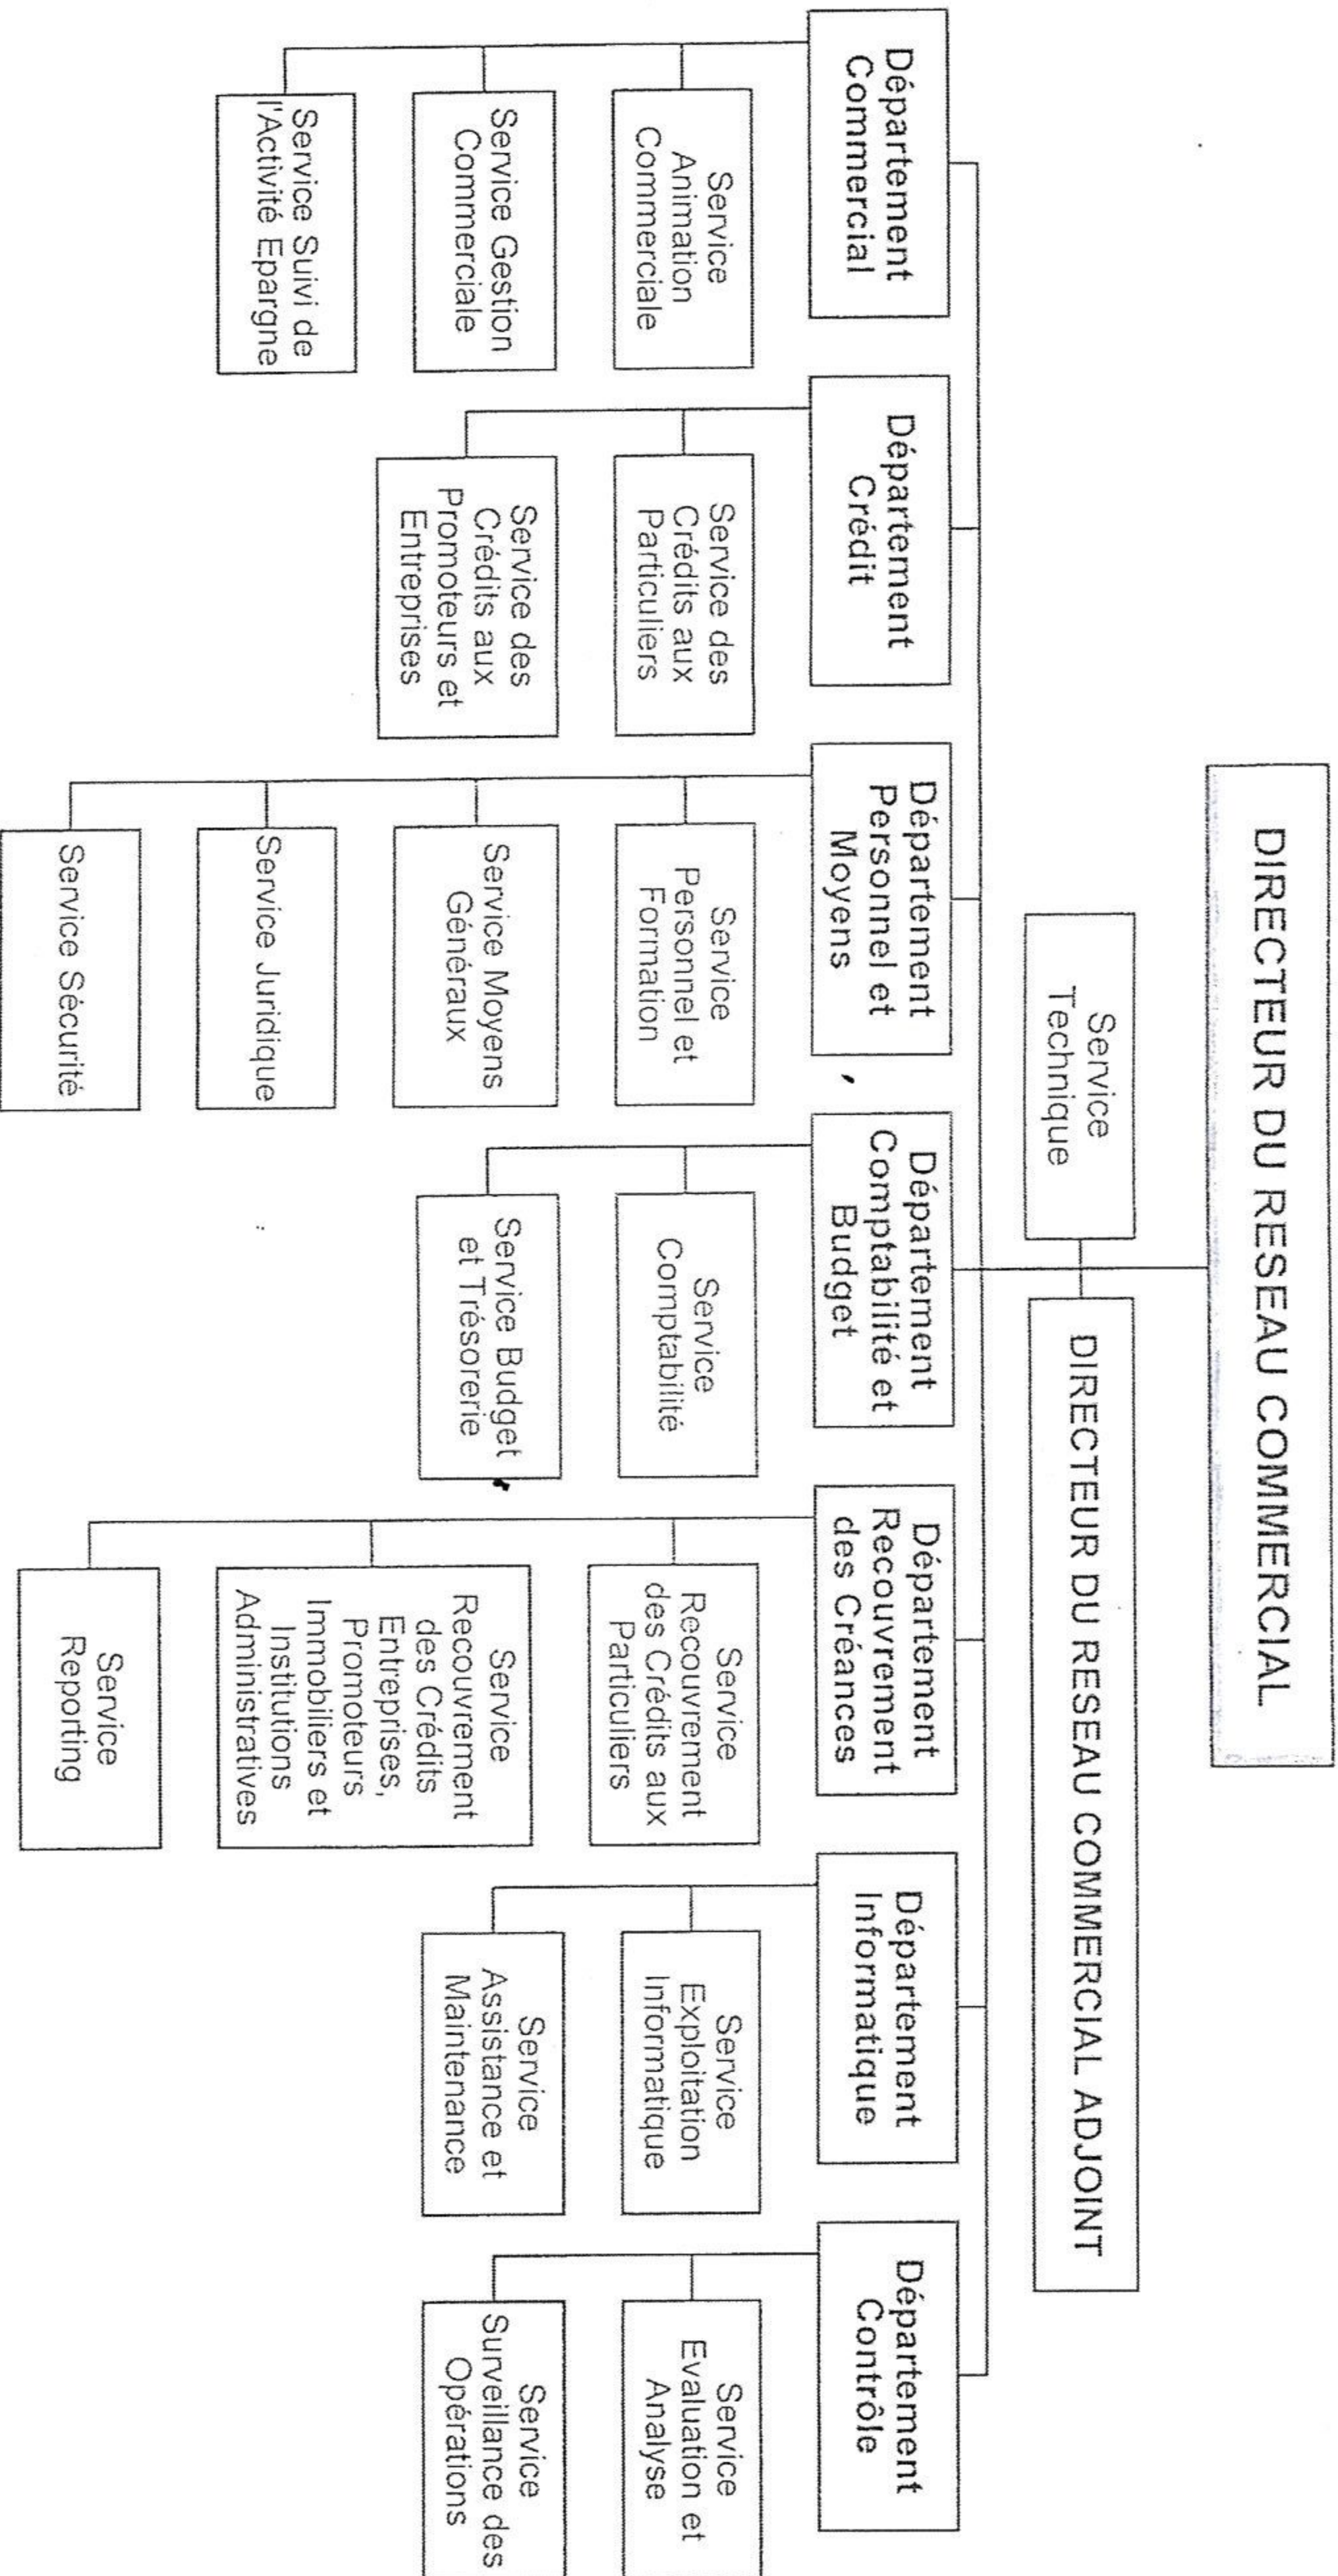 DIRECTEUR DU RESEAU COMMERCIAL
Service
Technique
DIRECTEUR DU RESEAU COMMERCIAL ADJOINT
Département
Commercial
Service
Animation
Commerciale
Service Gestion
Commerciale
Service Suivi de
l'Activité Epargne
Département
Crédit
Service des
Crédits aux
Particuliers
Service des
Crédits aux
Promoteurs et
Entreprises
Département
Personnel et
Moyens
Service
Personnel et
Formation
Service Moyens
Généraux
Service Juridique
Service Sécurité
Département
Comptabilité et
Budget
Service
Comptabilité
Service Budget
et Trésorerie
Département
Recouvrement
des Créances
Service
Recouvrement
des Crédits aux
Particuliers
Service
Recouvrement
des Crédits
Entreprises,
Promoteurs
Immobiliers et
Institutions
Administratives
Service
Reporting
Département
Informatique
Service
Exploitation
Informatique
Service
Assistance et
Maintenance
Département
Contrôle
Service
Evaluation et
Analyse
Service
Surveillance des
Opérations